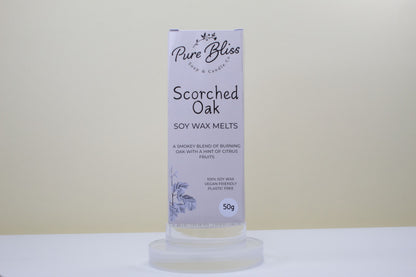 Pure Bliss
Soap & Candle Co
Scorched
Oak
SOY WAX MELTS
A SMOKEY BLEND OF BURNING
OAK WITH A HINT OF CITRUS
FRUITS
100% SOY WAX
VEGAN FRIENDLY
PLASTIC FREE
50g